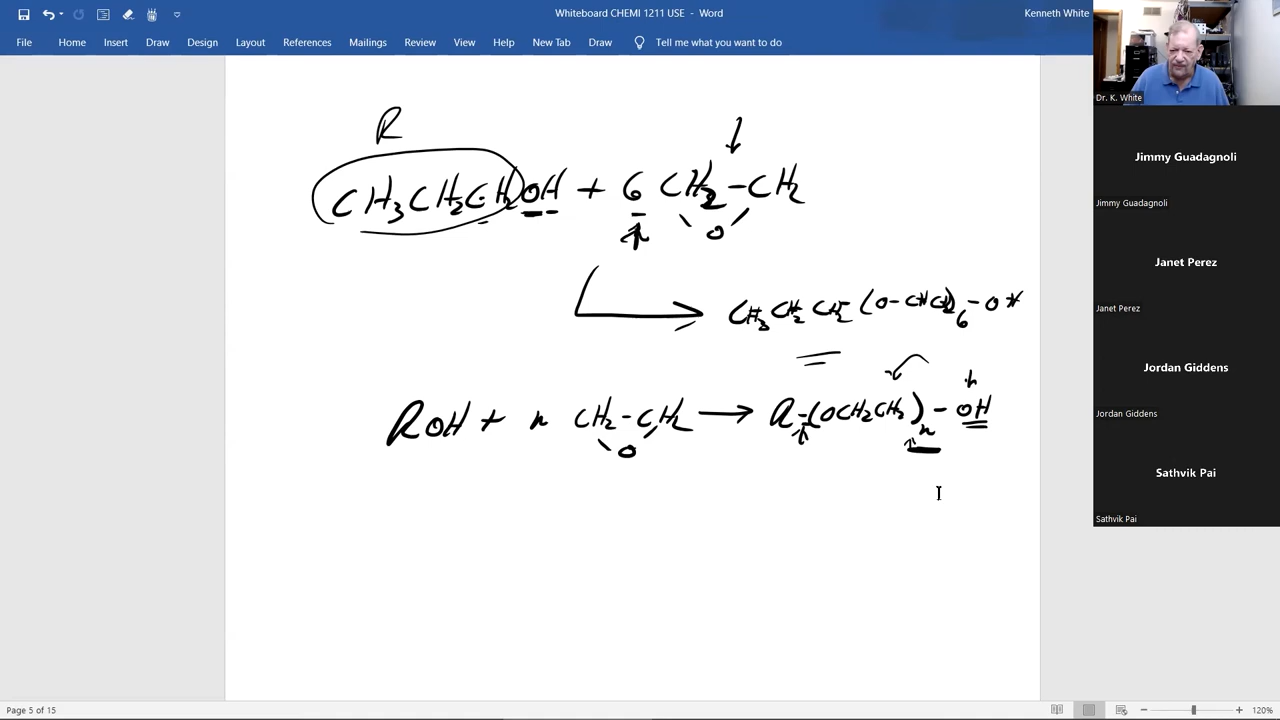 Whiteboard CHEMI 1211 USE - Word
Kenneth White
File Home Insert Draw Design Layout References Mailings Review View Help New Tab Draw Tell me what you want to do
Dr. K. White
R
CH3CH2CH2OH + 6 CH2-CH2
O
CH3CH2CH2(O-CH2CH2)6-OH
ROH + n CH2-CH2 → R-(OCH2CH2)n-OH
O
Jimmy Guadagnoli
Jimmy Guadagnoli
Janet Perez
Janet Perez
Jordan Giddens
Jordan Giddens
Sathvik Pai
Sathvik Pai
Page 5 of 15
120%